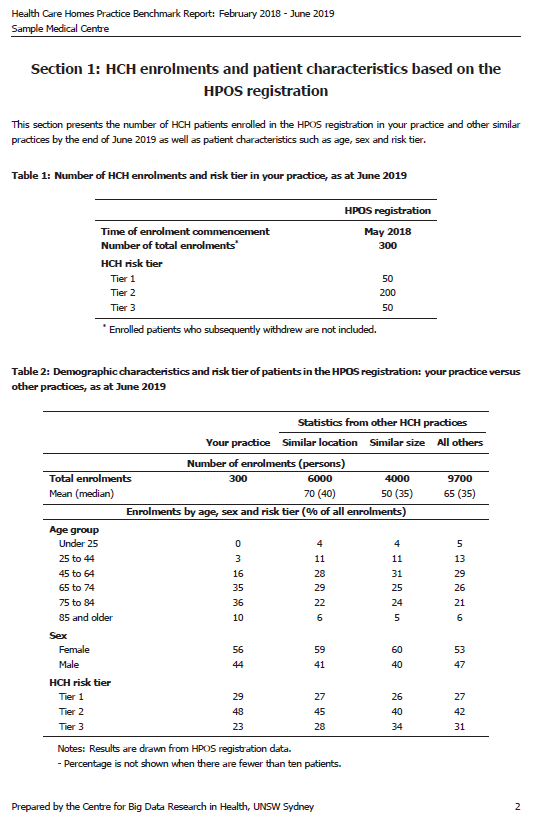 Health Care Homes Practice Benchmark Report: February 2018 - June 2019
Sample Medical Centre
Section 1: HCH enrolments and patient characteristics based on the
HPOS registration
This section presents the number of HCH patients enrolled in the HPOS registration in your practice and other similar
practices by the end of June 2019 as well as patient characteristics such as age, sex and risk tier.
Table 1: Number of HCH enrolments and risk tier in your practice, as at June 2019
HPOS registration
Time of enrolment commencement May 2018
Number of total enrolments* 300
HCH risk tier
Tier 1 50
Tier 2 200
Tier 3 50
* Enrolled patients who subsequently withdrew are not included.
Table 2: Demographic characteristics and risk tier of patients in the HPOS registration: your practice versus
other practices, as at June 2019
Statistics from other HCH practices
Your practice Similar location Similar size All others
Number of enrolments (persons)
Total enrolments 300 6000 4000 9700
Mean (median) 70 (40) 50 (35) 65 (35)
Enrolments by age, sex and risk tier (% of all enrolments)
Age group
Under 25 0 4 4 5
25 to 44 3 11 11 13
45 to 64 16 28 31 29
65 to 74 35 29 25 26
75 to 84 36 22 24 21
85 and older 10 6 5 6
Sex
Female 56 59 60 53
Male 44 41 40 47
HCH risk tier
Tier 1 29 27 26 27
Tier 2 48 45 40 42
Tier 3 23 28 34 31
Notes: Results are drawn from HPOS registration data.
- Percentage is not shown when there are fewer than ten patients.
Prepared by the Centre for Big Data Research in Health, UNSW Sydney 2